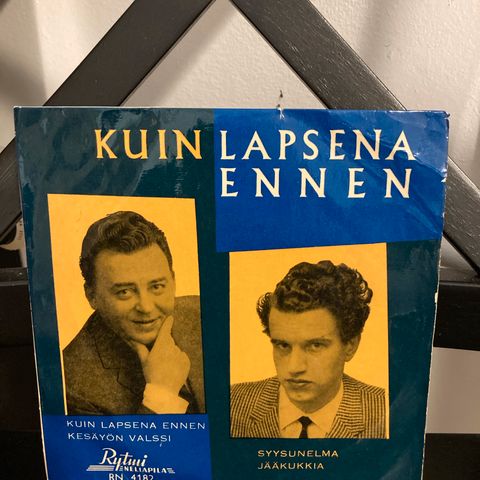 KUIN LAPSENA
ENNEN
KUIN LAPSENA ENNEN
KESÄYÖN VALSSI
Rytmi
NELIAPILA
RN 4182
SYYSUNELMA
JÄÄKUKKIA